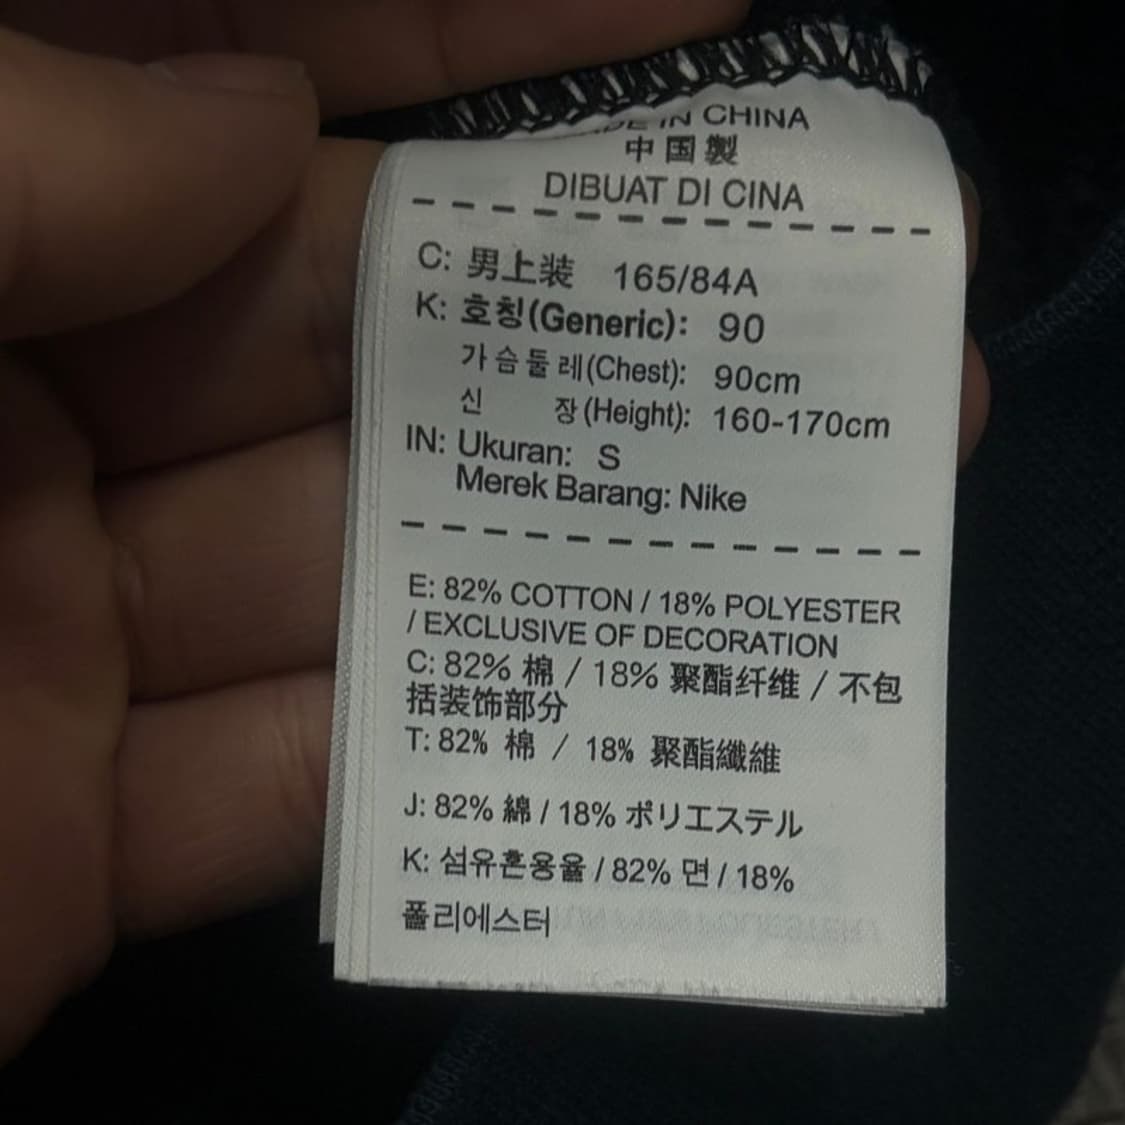 MADE IN CHINA
中国製
DIBUAT DI CINA
C: 男上装 165/84A
K: 호칭(Generic): 90
가슴둘레(Chest): 90cm
신 장(Height): 160-170cm
IN: Ukuran: S
Merek Barang: Nike
E: 82% COTTON / 18% POLYESTER
/ EXCLUSIVE OF DECORATION
C: 82% 棉 / 18% 聚酯纤维 / 不包
括装饰部分
T: 82% 棉 / 18% 聚酯纖維
J: 82% 綿 / 18% ポリエステル
K: 섬유혼용율 / 82% 면 / 18%
폴리에스터